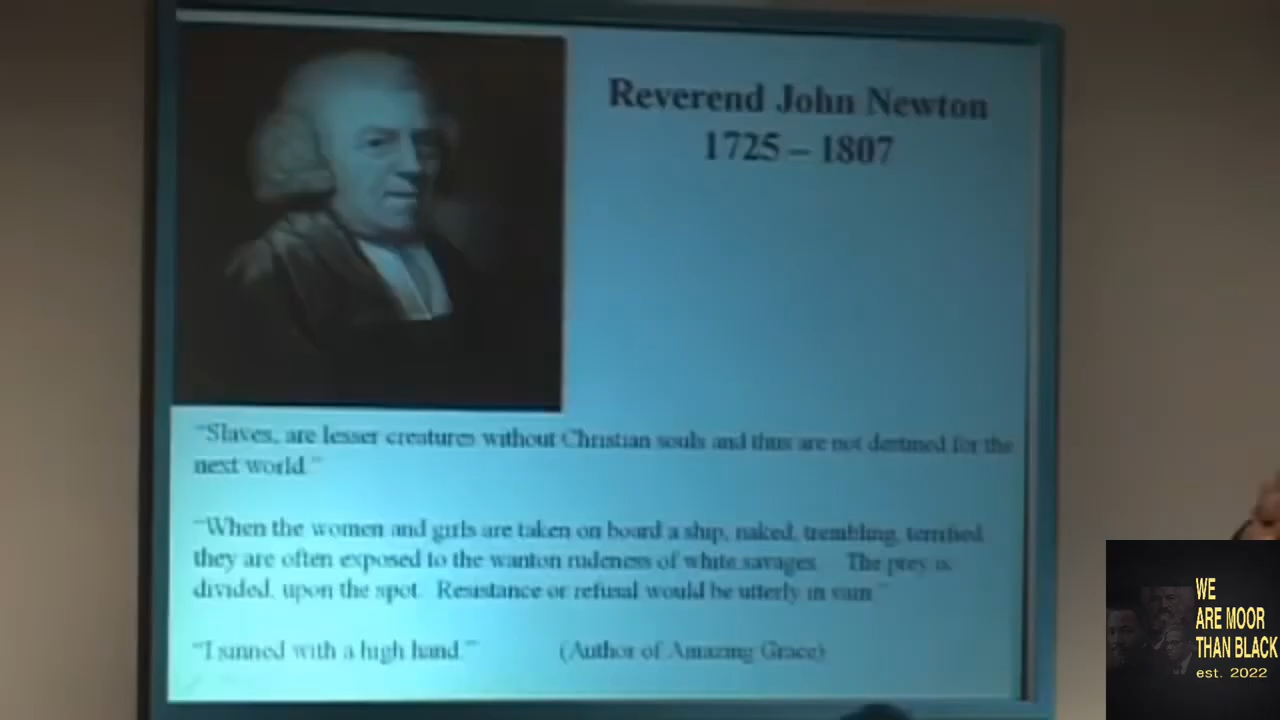 Reverend John Newton
1725 – 1807
"Slaves, are lesser creatures without Christian souls and thus are not destined for the
next world."
"When the women and girls are taken on board a ship, naked, trembling, terrified
they are often exposed to the wanton rudeness of white savages. The prey is
divided, upon the spot. Resistance or refusal would be utterly in vain."
"I sinned with a high hand." (Author of Amazing Grace)
WE
ARE MOOR
THAN BLACK
est. 2022